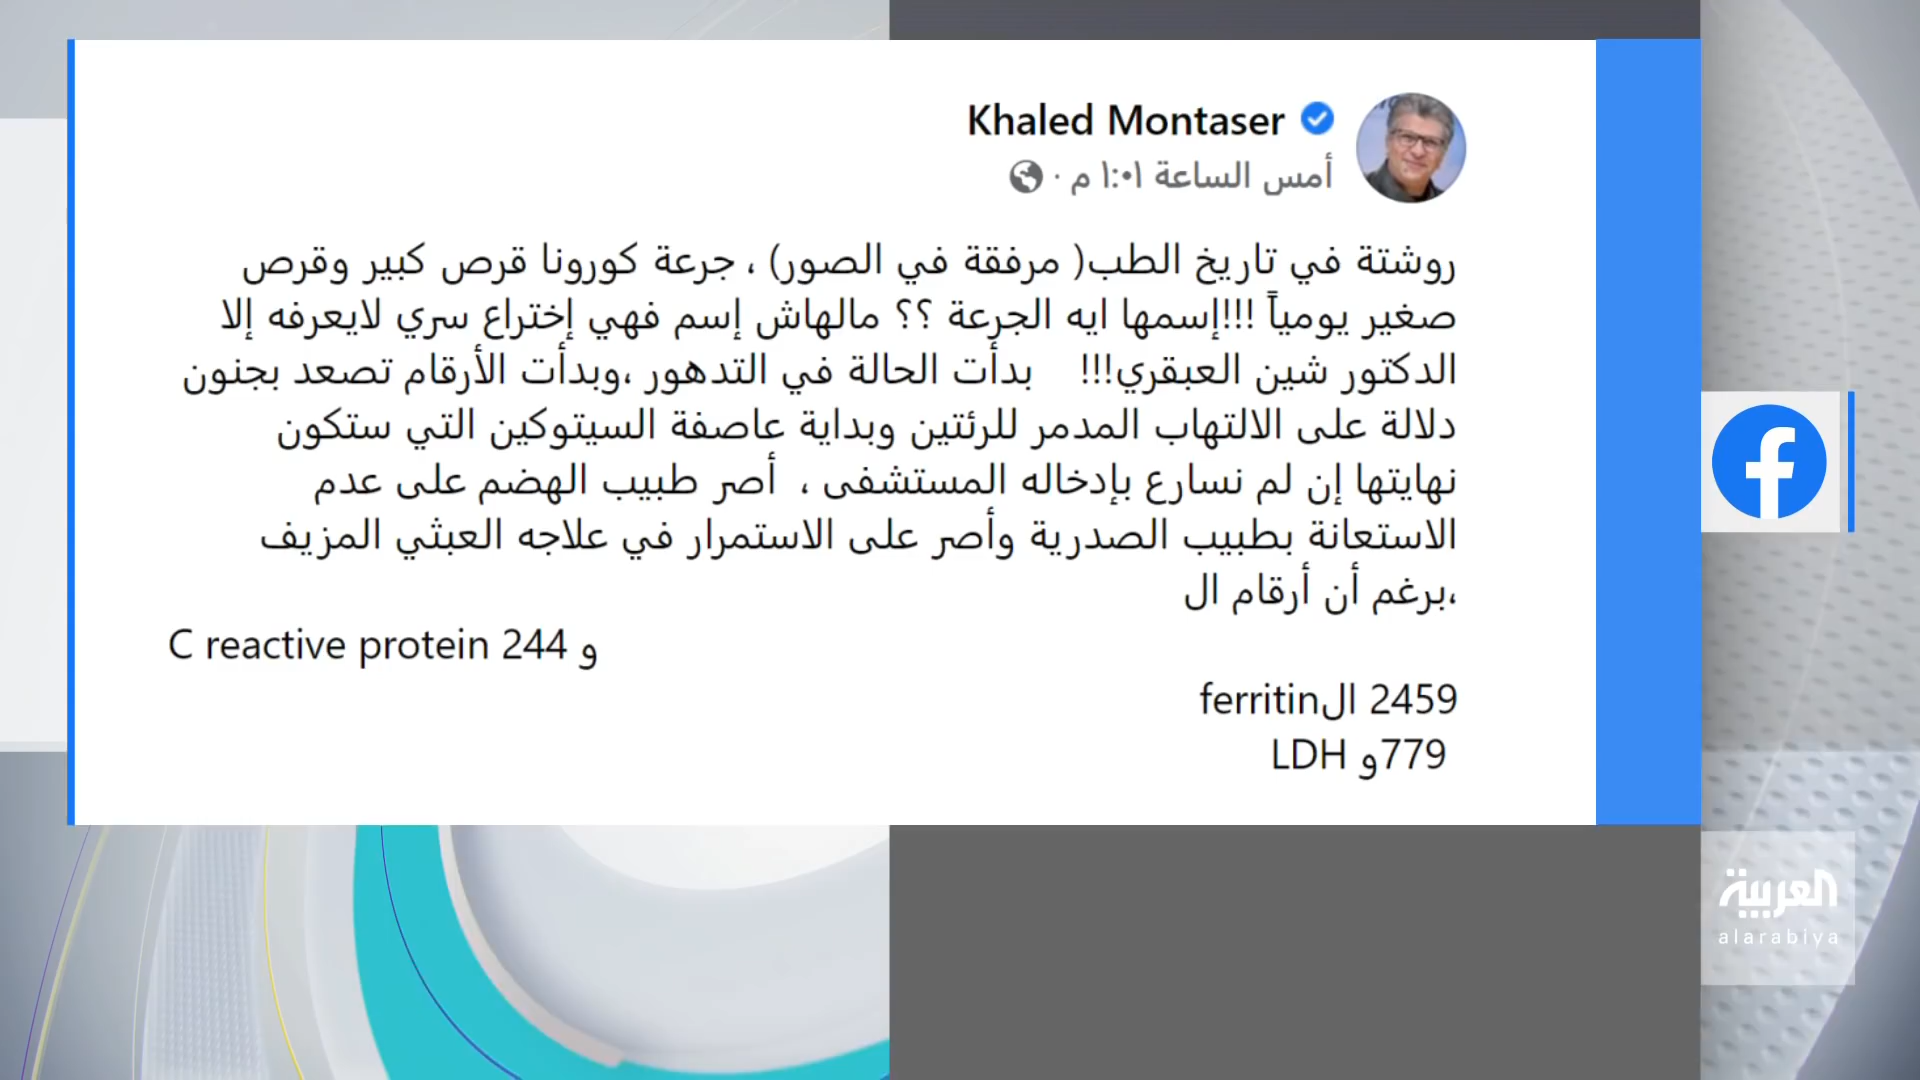 Khaled Montaser
أمس الساعة ١:٠١ م ·
روشتة في تاريخ الطب( مرفقة في الصور) ، جرعة كورونا قرص كبير وقرص
صغير يومياً !!!إسمها ايه الجرعة ؟؟ مالهاش إسم فهي إختراع سري لايعرفه إلا
الدكتور شين العبقري!!! بدأت الحالة في التدهور ،وبدأت الأرقام تصعد بجنون
دلالة على الالتهاب المدمر للرئتين وبداية عاصفة السيتوكين التي ستكون
نهايتها إن لم نسارع بإدخاله المستشفى ، أصر طبيب الهضم على عدم
الاستعانة بطبيب الصدرية وأصر على الاستمرار في علاجه العبثي المزيف
،برغم أن أرقام ال
C reactive protein 244 و
2459 الferritin
779و LDH
العربية
alarabiya